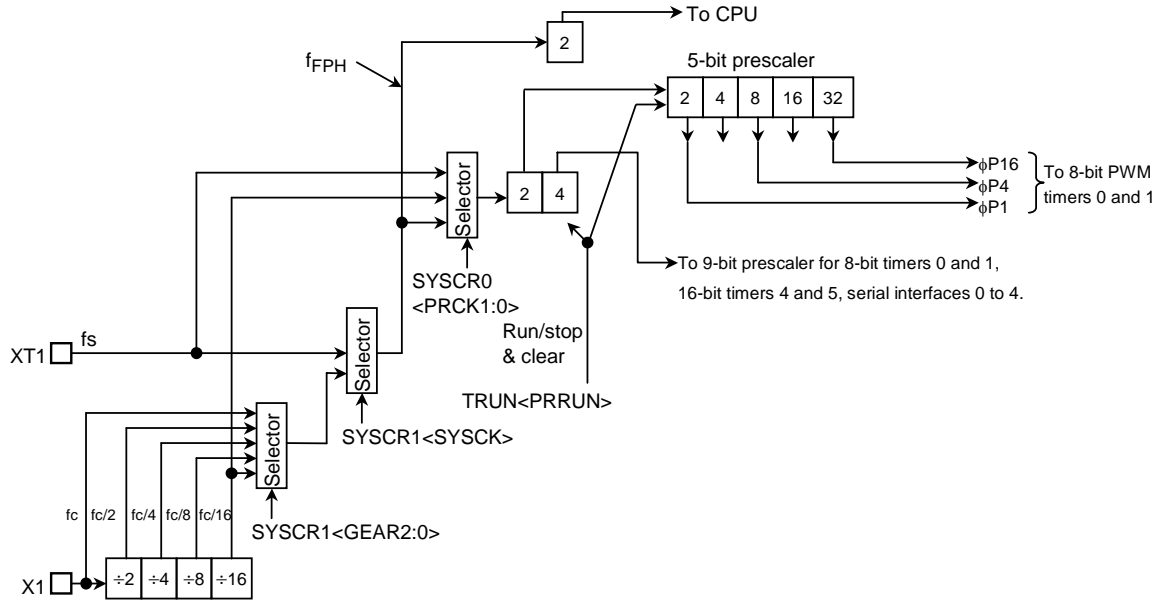 To CPU
2
fFPH
5-bit prescaler
2 4 8 16 32
Selector
2 4
ϕP16
ϕP4
ϕP1
To 8-bit PWM
timers 0 and 1
SYSCR0
<PRCK1:0>
To 9-bit prescaler for 8-bit timers 0 and 1,
16-bit timers 4 and 5, serial interfaces 0 to 4.
Run/stop
& clear
TRUN<PRRUN>
XT1
fs
Selector
SYSCR1<SYSCK>
Selector
SYSCR1<GEAR2:0>
fc fc/2 fc/4 fc/8 fc/16
X1
÷2 ÷4 ÷8 ÷16